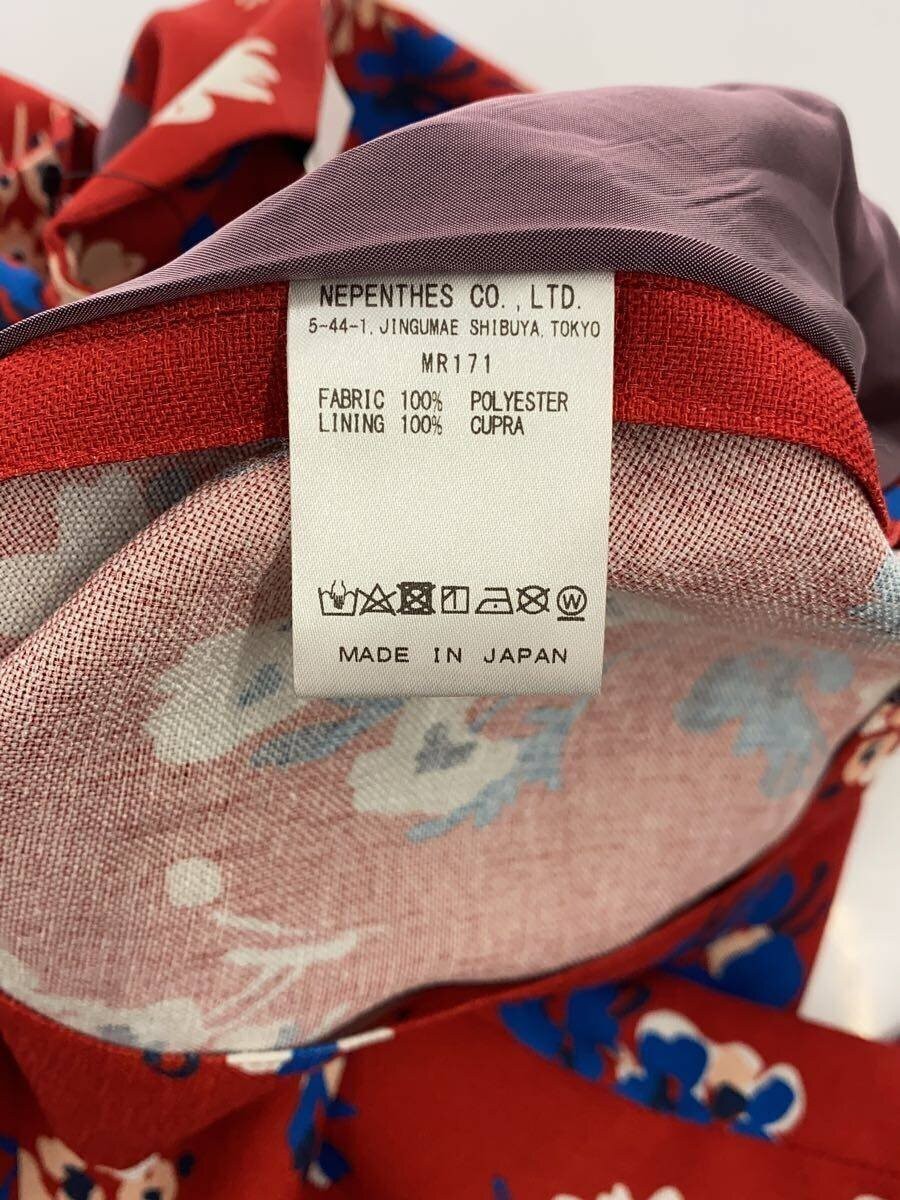 NEPENTHES CO., LTD.
5-44-1, JINGUMAE SHIBUYA, TOKYO
MR171
FABRIC 100% POLYESTER
LINING 100% CUPRA
W
MADE IN JAPAN